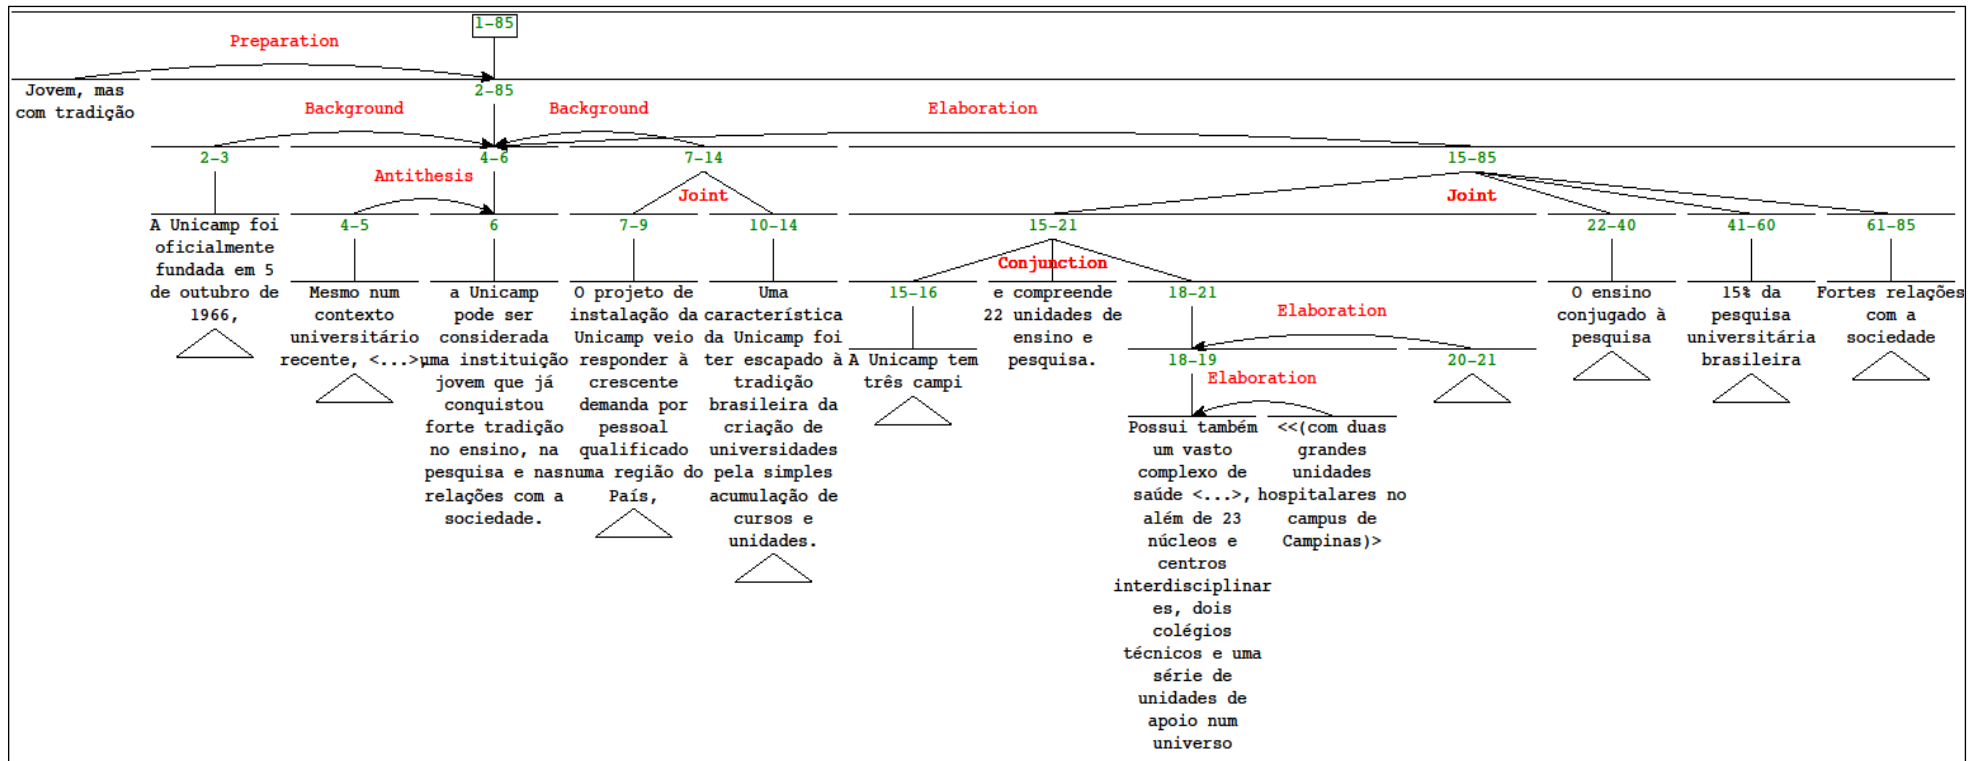 1-85
Preparation
Jovem, mas
com tradição
2-85
Background
Background
Elaboration
2-3
4-6
7-14
15-85
Antithesis
Joint
Joint
A Unicamp foi
oficialmente
fundada em 5
de outubro de
1966,
4-5
Mesmo num
contexto
universitário
recente, <...>,
6
a Unicamp
pode ser
considerada
uma instituição
jovem que já
conquistou
forte tradição
no ensino, na
pesquisa e nas
relações com a
sociedade.
7-9
O projeto de
instalação da
Unicamp veio
responder à
crescente
demanda por
pessoal
qualificado
numa região do
País,
10-14
Uma
característica
da Unicamp foi
ter escapado à
tradição
brasileira da
criação de
universidades
pela simples
acumulação de
cursos e
unidades.
15-21
Conjunction
15-16
A Unicamp tem
três campi
e compreende
22 unidades de
ensino e
pesquisa.
18-21
Elaboration
18-19
20-21
Elaboration
Possui também
um vasto
complexo de
saúde <...>,
além de 23
núcleos e
centros
interdisciplinar
es, dois
colégios
técnicos e uma
série de
unidades de
apoio num
universo
<<(com duas
grandes
unidades
hospitalares no
campus de
Campinas)>
22-40
O ensino
conjugado à
pesquisa
41-60
15% da
pesquisa
universitária
brasileira
61-85
Fortes relações
com a
sociedade